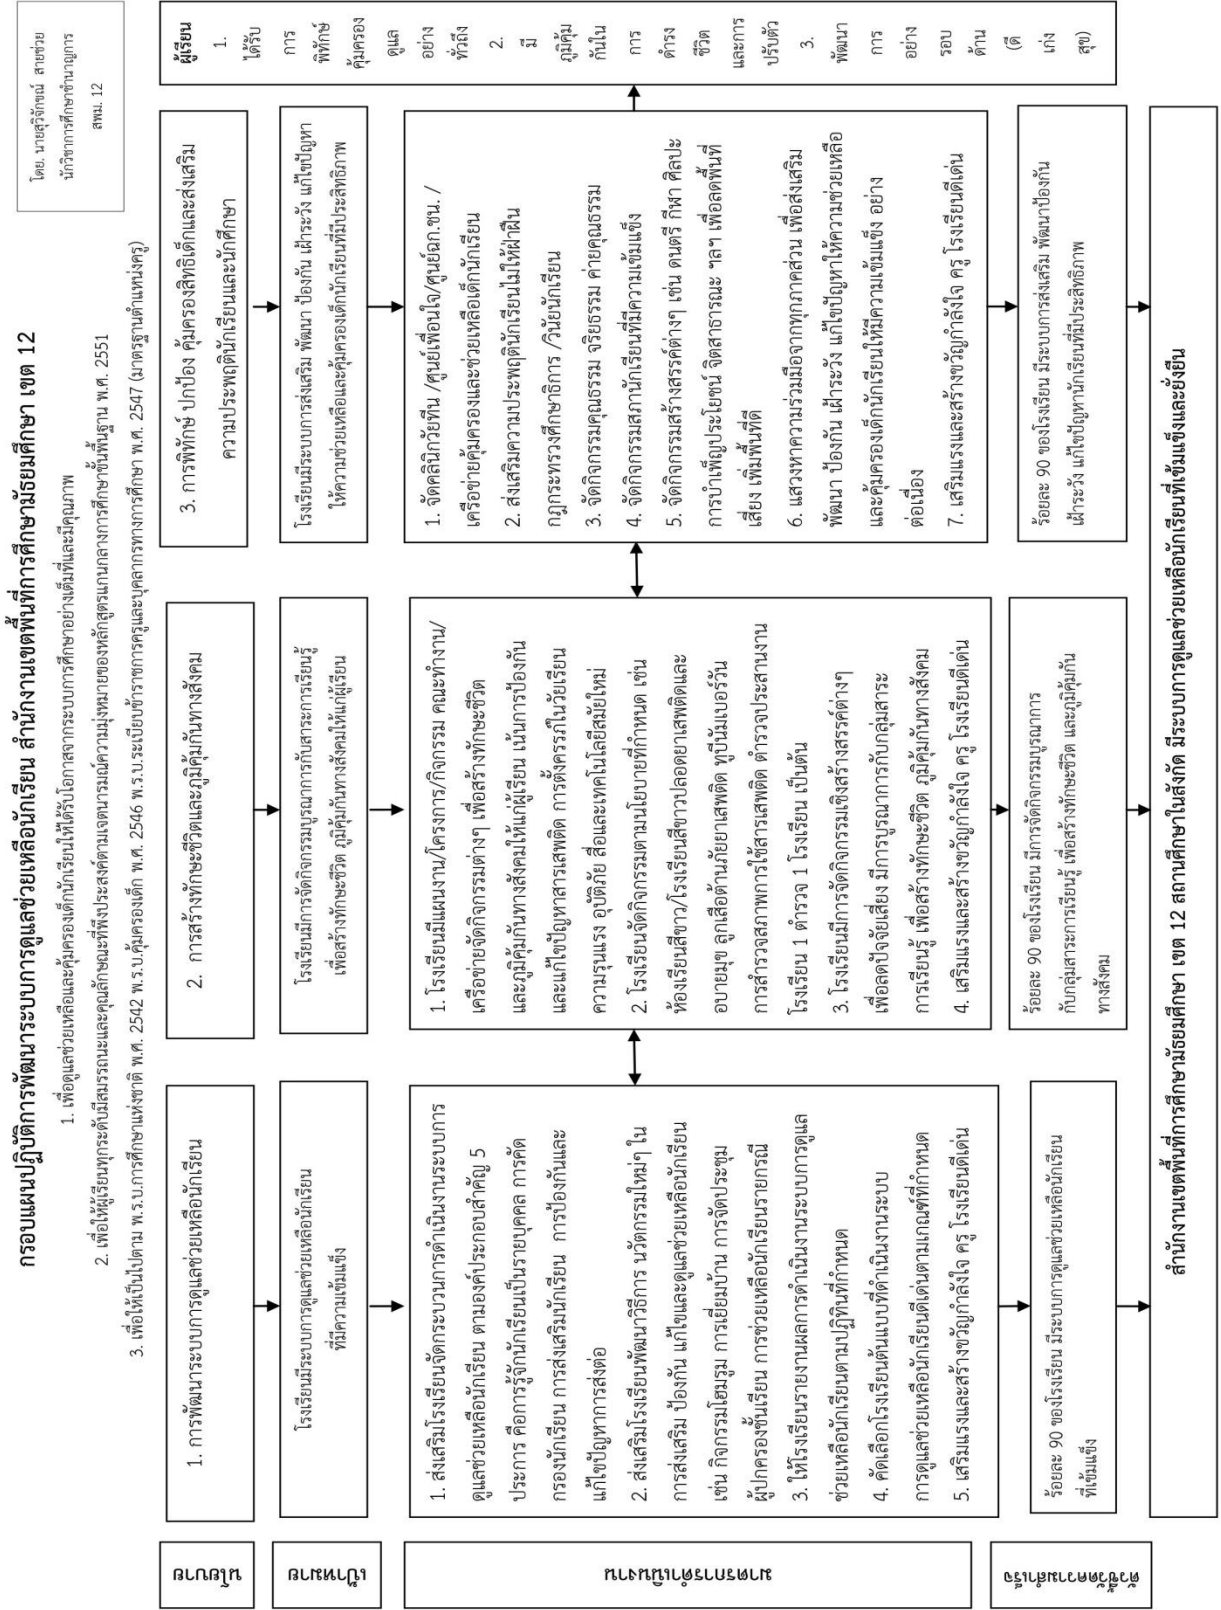 กรอบแผนปฏิบัติการพัฒนาระบบการดูแลช่วยเหลือนักเรียน สำนักงานเขตพื้นที่การศึกษามัธยมศึกษา เขต 12
โดย. นายสุวิจักขณ์ สายช่วย
นักวิชาการศึกษาชำนาญการ
สพม. 12
1. เพื่อดูแลช่วยเหลือและคุ้มครองเด็กนักเรียนให้ได้รับโอกาสจากระบบการศึกษาอย่างเต็มที่และมีคุณภาพ
2. เพื่อให้ผู้เรียนทุกระดับมีสมรรถนะและคุณลักษณะที่พึงประสงค์ตามเจตนารมณ์ความมุ่งหมายของหลักสูตรแกนกลางการศึกษาขั้นพื้นฐาน พ.ศ. 2551
3. เพื่อให้เป็นไปตาม พ.ร.บ.การศึกษาแห่งชาติ พ.ศ. 2542 พ.ร.บ.คุ้มครองเด็ก พ.ศ. 2546 พ.ร.บ.ระเบียบข้าราชการครูและบุคลากรทางการศึกษา พ.ศ. 2547 (มาตรฐานตำแหน่งครู)
นโยบาย
1. การพัฒนาระบบการดูแลช่วยเหลือนักเรียน
2. การสร้างทักษะชีวิตและภูมิคุ้มกันทางสังคม
3. การพิทักษ์ ปกป้อง คุ้มครองสิทธิเด็กและส่งเสริม
ความประพฤตินักเรียนและนักศึกษา
เป้าหมาย
โรงเรียนมีระบบการดูแลช่วยเหลือนักเรียน
ที่มีความเข้มแข็ง
โรงเรียนมีการจัดกิจกรรมบูรณาการกับสาระการเรียนรู้
เพื่อสร้างทักษะชีวิต ภูมิคุ้มกันทางสังคมให้แก่ผู้เรียน
โรงเรียนมีระบบการส่งเสริม พัฒนา ป้องกัน เฝ้าระวัง แก้ไขปัญหา
ให้ความช่วยเหลือและคุ้มครองเด็กนักเรียนที่มีประสิทธิภาพ
มาตรการดำเนินงาน
1. ส่งเสริมโรงเรียนจัดกระบวนการดำเนินงานระบบการ
ดูแลช่วยเหลือนักเรียน ตามองค์ประกอบสำคัญ 5
ประการ คือการรู้จักนักเรียนเป็นรายบุคคล การคัด
กรองนักเรียน การส่งเสริมนักเรียน การป้องกันและ
แก้ไขปัญหาการส่งต่อ
2. ส่งเสริมโรงเรียนพัฒนาวิธีการ นวัตกรรมใหม่ๆ ใน
การส่งเสริม ป้องกัน แก้ไขและดูแลช่วยเหลือนักเรียน
เช่น กิจกรรมโฮมรูม การเยี่ยมบ้าน การจัดประชุม
ผู้ปกครองชั้นเรียน การช่วยเหลือนักเรียนรายกรณี
3. ให้โรงเรียนรายงานผลการดำเนินงานระบบการดูแล
ช่วยเหลือนักเรียนตามปฏิทินที่กำหนด
4. คัดเลือกโรงเรียนต้นแบบที่ดำเนินงานระบบ
การดูแลช่วยเหลือนักเรียนดีเด่นตามเกณฑ์ที่กำหนด
5. เสริมแรงและสร้างขวัญกำลังใจ ครู โรงเรียนดีเด่น
1. โรงเรียนมีแผนงาน/โครงการ/กิจกรรม คณะทำงาน/
เครือข่ายจัดกิจกรรมต่างๆ เพื่อสร้างทักษะชีวิต
และภูมิคุ้มกันทางสังคมให้แก่ผู้เรียน เน้นการป้องกัน
และแก้ไขปัญหาสารเสพติด การตั้งครรภ์ในวัยเรียน
ความรุนแรง อุบัติภัย สื่อและเทคโนโลยีสมัยใหม่
2. โรงเรียนจัดกิจกรรมตามนโยบายที่กำหนด เช่น
ห้องเรียนสีขาว/โรงเรียนสีขาวปลอดยาเสพติดและ
อบายมุข ลูกเสือต้านภัยยาเสพติด ทูบีนัมเบอร์วัน
การสำรวจสภาพการใช้สารเสพติด ตำรวจประสานงาน
โรงเรียน 1 ตำรวจ 1 โรงเรียน เป็นต้น
3. โรงเรียนมีการจัดกิจกรรมเชิงสร้างสรรค์ต่างๆ
เพื่อลดปัจจัยเสี่ยง มีการบูรณาการกับกลุ่มสาระ
การเรียนรู้ เพื่อสร้างทักษะชีวิต ภูมิคุ้มกันทางสังคม
4. เสริมแรงและสร้างขวัญกำลังใจ ครู โรงเรียนดีเด่น
1. จัดคลินิกวัยทีน /ศูนย์เพื่อนใจ/ศูนย์ฉก.ชน. /
เครือข่ายคุ้มครองและช่วยเหลือเด็กนักเรียน
2. ส่งเสริมความประพฤตินักเรียนไม่ให้ฝ่าฝืน
กฎกระทรวงศึกษาธิการ /วินัยนักเรียน
3. จัดกิจกรรมคุณธรรม จริยธรรม ค่ายคุณธรรม
4. จัดกิจกรรมสภานักเรียนที่มีความเข้มแข็ง
5. จัดกิจกรรมสร้างสรรค์ต่างๆ เช่น ดนตรี กีฬา ศิลปะ
การบำเพ็ญประโยชน์ จิตสาธารณะ ฯลฯ เพื่อลดพื้นที่
เสี่ยง เพิ่มพื้นที่ดี
6. แสวงหาความร่วมมือจากทุกภาคส่วน เพื่อส่งเสริม
พัฒนา ป้องกัน เฝ้าระวัง แก้ไขปัญหาให้ความช่วยเหลือ
และคุ้มครองเด็กนักเรียนให้มีความเข้มแข็ง อย่าง
ต่อเนื่อง
7. เสริมแรงและสร้างขวัญกำลังใจ ครู โรงเรียนดีเด่น
ผู้เรียน
1.
ได้รับ
การ
พิทักษ์
คุ้มครอง
ดูแล
อย่าง
ทั่วถึง
2.
มี
ภูมิคุ้ม
กันใน
การ
ดำรง
ชีวิต
และการ
ปรับตัว
3.
พัฒนา
การ
อย่าง
รอบ
ด้าน
(ดี
เก่ง
สุข)
ตัวชี้วัดความสำเร็จ
ร้อยละ 90 ของโรงเรียน มีระบบการดูแลช่วยเหลือนักเรียน
ที่เข้มแข็ง
ร้อยละ 90 ของโรงเรียน มีการจัดกิจกรรมบูรณาการ
กับกลุ่มสาระการเรียนรู้ เพื่อสร้างทักษะชีวิต และภูมิคุ้มกัน
ทางสังคม
ร้อยละ 90 ของโรงเรียน มีระบบการส่งเสริม พัฒนาป้องกัน
เฝ้าระวัง แก้ไขปัญหานักเรียนที่มีประสิทธิภาพ
สำนักงานเขตพื้นที่การศึกษามัธยมศึกษา เขต 12 สถานศึกษาในสังกัด มีระบบการดูแลช่วยเหลือนักเรียนที่เข้มแข็งและยั่งยืน